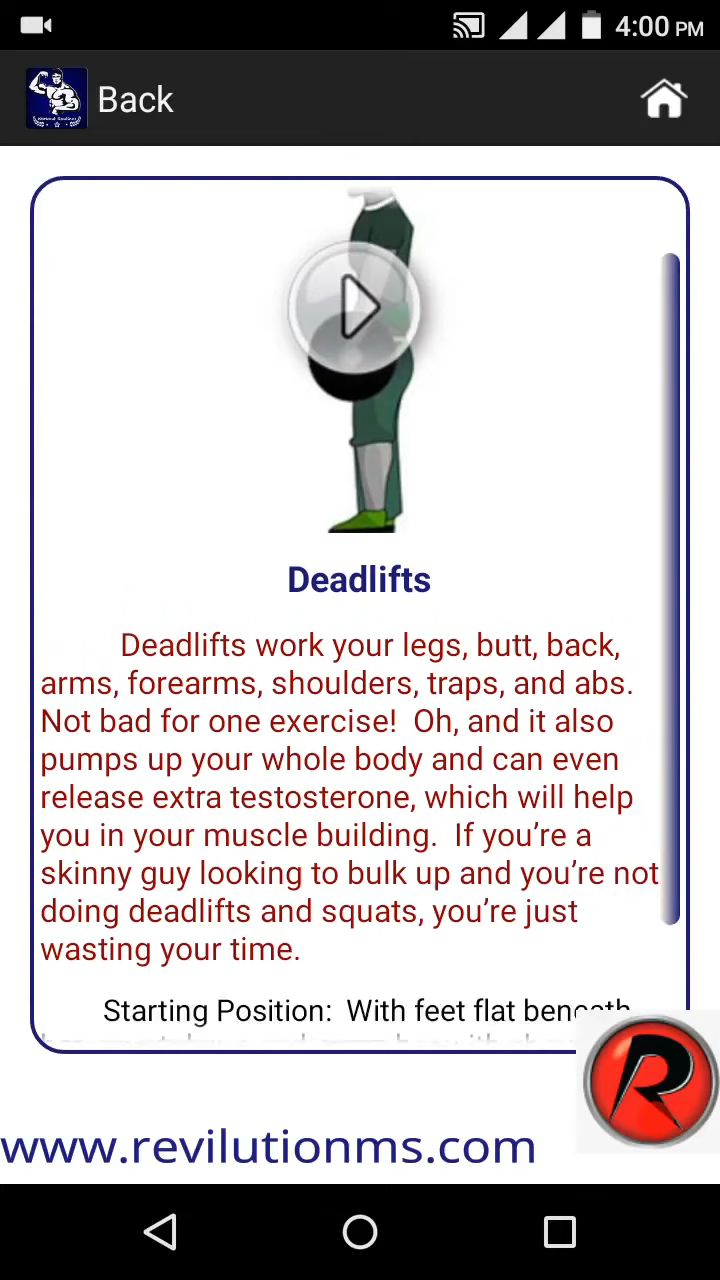 4:00 PM
Back
Deadlifts
Deadlifts work your legs, butt, back,
arms, forearms, shoulders, traps, and abs.
Not bad for one exercise!  Oh, and it also
pumps up your whole body and can even
release extra testosterone, which will help
you in your muscle building.  If you’re a
skinny guy looking to bulk up and you’re not
doing deadlifts and squats, you’re just
wasting your time.
Starting Position:  With feet flat beneath
R
www.revilutionms.com